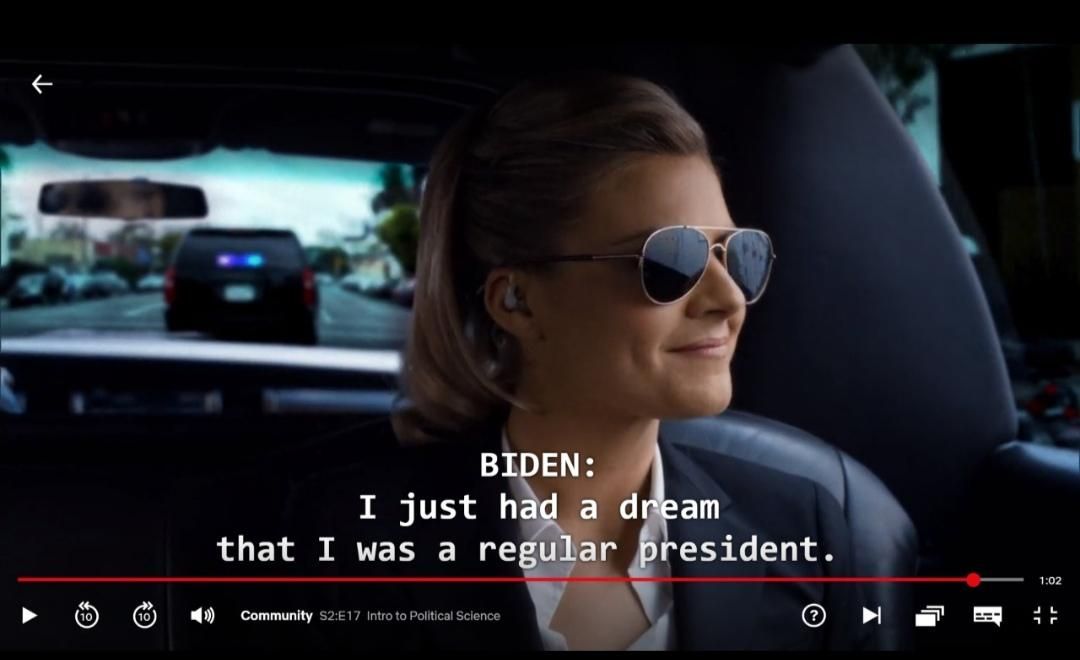 BIDEN:
I just had a dream
that I was a regular president.
1:02
10 10 Community S2:E17 Intro to Political Science ?